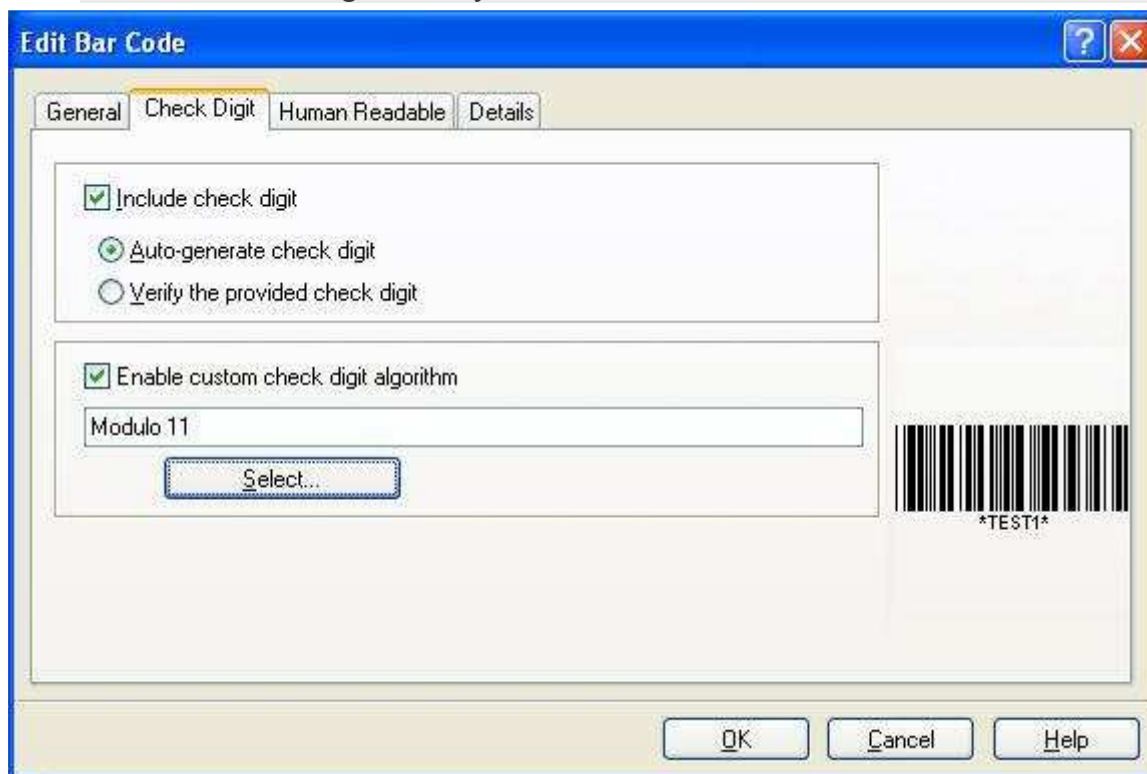 Edit Bar Code
General Check Digit Human Readable Details
Include check digit
Auto-generate check digit
Verify the provided check digit
Enable custom check digit algorithm
Modulo 11
Select...
*TEST1*
OK Cancel Help